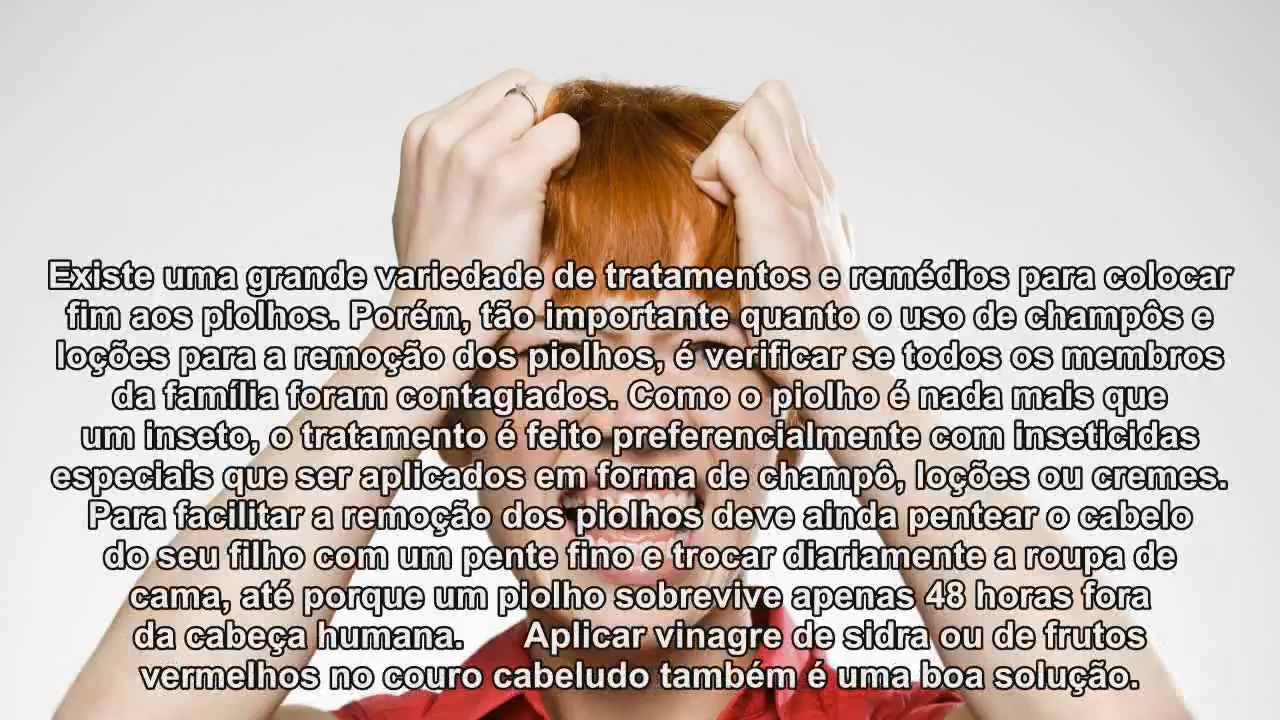 Existe uma grande variedade de tratamentos e remédios para colocar
fim aos piolhos. Porém, tão importante quanto o uso de champôs e
loções para a remoção dos piolhos, é verificar se todos os membros
da família foram contagiados. Como o piolho é nada mais que
um inseto, o tratamento é feito preferencialmente com inseticidas
especiais que ser aplicados em forma de champô, loções ou cremes.
Para facilitar a remoção dos piolhos deve ainda pentear o cabelo
do seu filho com um pente fino e trocar diariamente a roupa de
cama, até porque um piolho sobrevive apenas 48 horas fora
da cabeça humana. Aplicar vinagre de sidra ou de frutos
vermelhos no couro cabeludo também é uma boa solução.